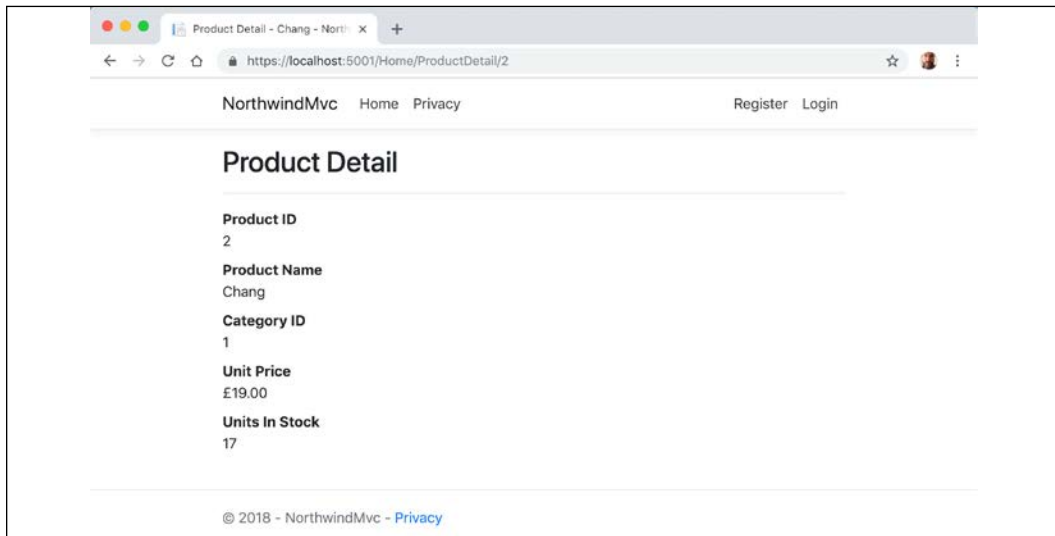 Product Detail - Chang - North
https://localhost:5001/Home/ProductDetail/2
NorthwindMvc Home Privacy Register Login
Product Detail
Product ID
2
Product Name
Chang
Category ID
1
Unit Price
£19.00
Units In Stock
17
© 2018 - NorthwindMvc - Privacy